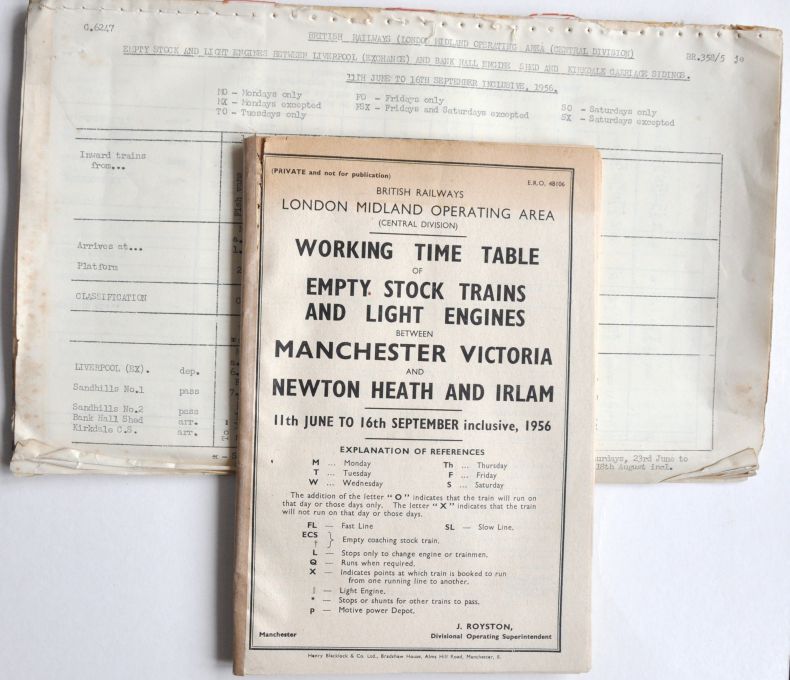 C.6247
BRITISH RAILWAYS (LONDON MIDLAND OPERATING AREA (CENTRAL DIVISION)
BR.358/5
EMPTY STOCK AND LIGHT ENGINES BETWEEN LIVERPOOL (EXCHANGE) AND BANK HALL ENGINE SHED AND KIRKDALE CARRIAGE SIDINGS.
11TH JUNE TO 16TH SEPTEMBER INCLUSIVE, 1956.
MO - Mondays only
MX - Mondays excepted
TO - Tuesdays only
FO - Fridays only
FSX - Fridays and Saturdays excepted
SO - Saturdays only
SX - Saturdays excepted
Inward trains
from...
Arrives at...
Platform
CLASSIFICATION
LIVERPOOL (EX). dep.
Sandhills No.1 pass
Sandhills No.2 pass
Bank Hall Shed arr.
Kirkdale C.S. arr.
23rd June to
18th August incl.
(PRIVATE and not for publication)
E.R.O. 48106
BRITISH RAILWAYS
LONDON MIDLAND OPERATING AREA
(CENTRAL DIVISION)
WORKING TIME TABLE
OF
EMPTY STOCK TRAINS
AND LIGHT ENGINES
BETWEEN
MANCHESTER VICTORIA
AND
NEWTON HEATH AND IRLAM
11th JUNE TO 16th SEPTEMBER inclusive, 1956
EXPLANATION OF REFERENCES
M ... Monday Th ... Thursday
T ... Tuesday F ... Friday
W ... Wednesday S ... Saturday
The addition of the letter "O" indicates that the train will run on
that day or those days only. The letter "X" indicates that the train
will not run on that day or those days.
FL — Fast Line SL — Slow Line.
ECS
† } Empty coaching stock train.
L — Stops only to change engine or trainmen.
Q — Runs when required.
X — Indicates points at which train is booked to run
from one running line to another.
— Light Engine.
* — Stops or shunts for other trains to pass.
P — Motive power Depot.
J. ROYSTON,
Manchester Divisional Operating Superintendent
Henry Blacklock & Co. Ltd., Bradshaw House, Alms Hill Road, Manchester, 8.